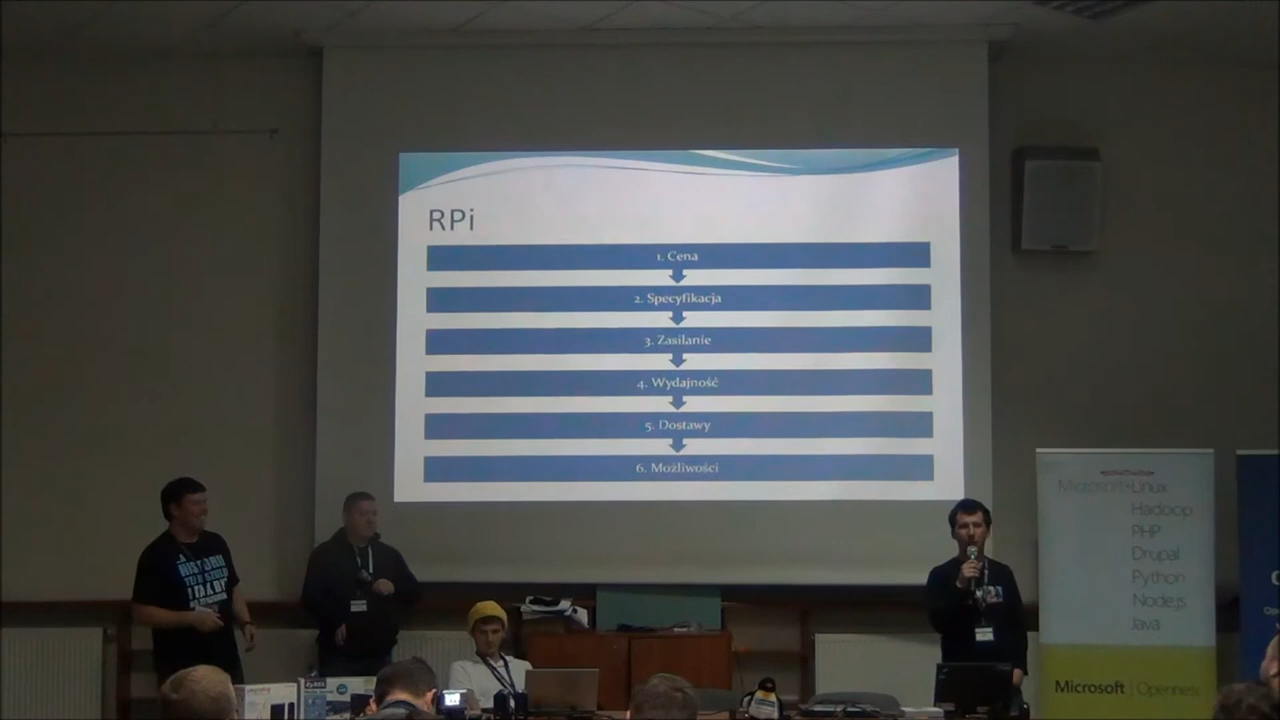 RPi
1. Cena
2. Specyfikacja
3. Zasilanie
4. Wydajność
5. Dostawy
6. Możliwości
Microsoft+Linux
Hadoop
PHP
Drupal
Python
Node.js
Java
Microsoft | Openness
ZyXEL